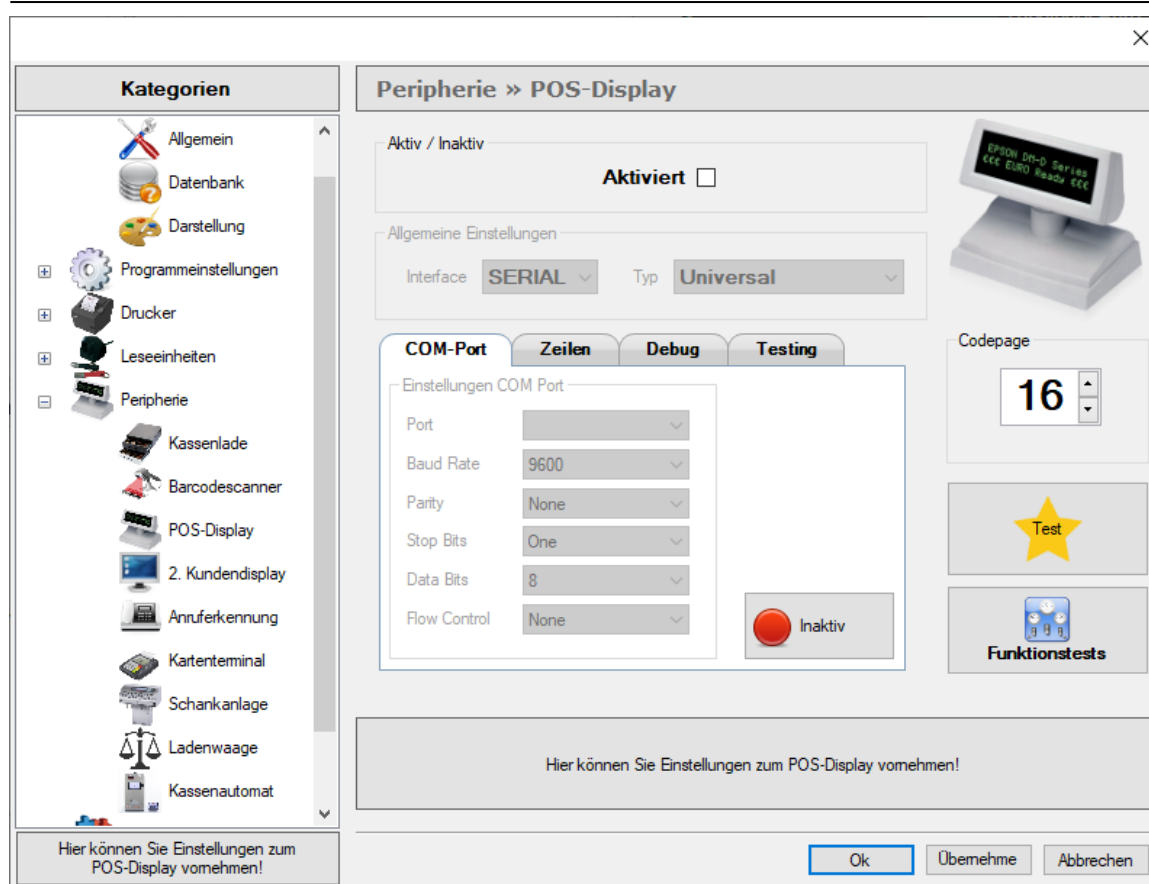 Kategorien
Allgemein
Datenbank
Darstellung
Programmeinstellungen
Drucker
Leseeinheiten
Peripherie
Kassenlade
Barcodescanner
POS-Display
2. Kundendisplay
Anruferkennung
Kartenterminal
Schankanlage
Ladenwaage
Kassenautomat
Hier können Sie Einstellungen zum
POS-Display vornehmen!
Peripherie » POS-Display
Aktiv / Inaktiv
Aktiviert
Allgemeine Einstellungen
Interface SERIAL Typ Universal
COM-Port Zeilen Debug Testing
Einstellungen COM Port
Port
Baud Rate 9600
Parity None
Stop Bits One
Data Bits 8
Flow Control None
Inaktiv
EPSON DM-D Series
€€€ EURO Ready €€€
Codepage
16
Test
Funktionstests
Hier können Sie Einstellungen zum POS-Display vornehmen!
Ok Übernehme Abbrechen